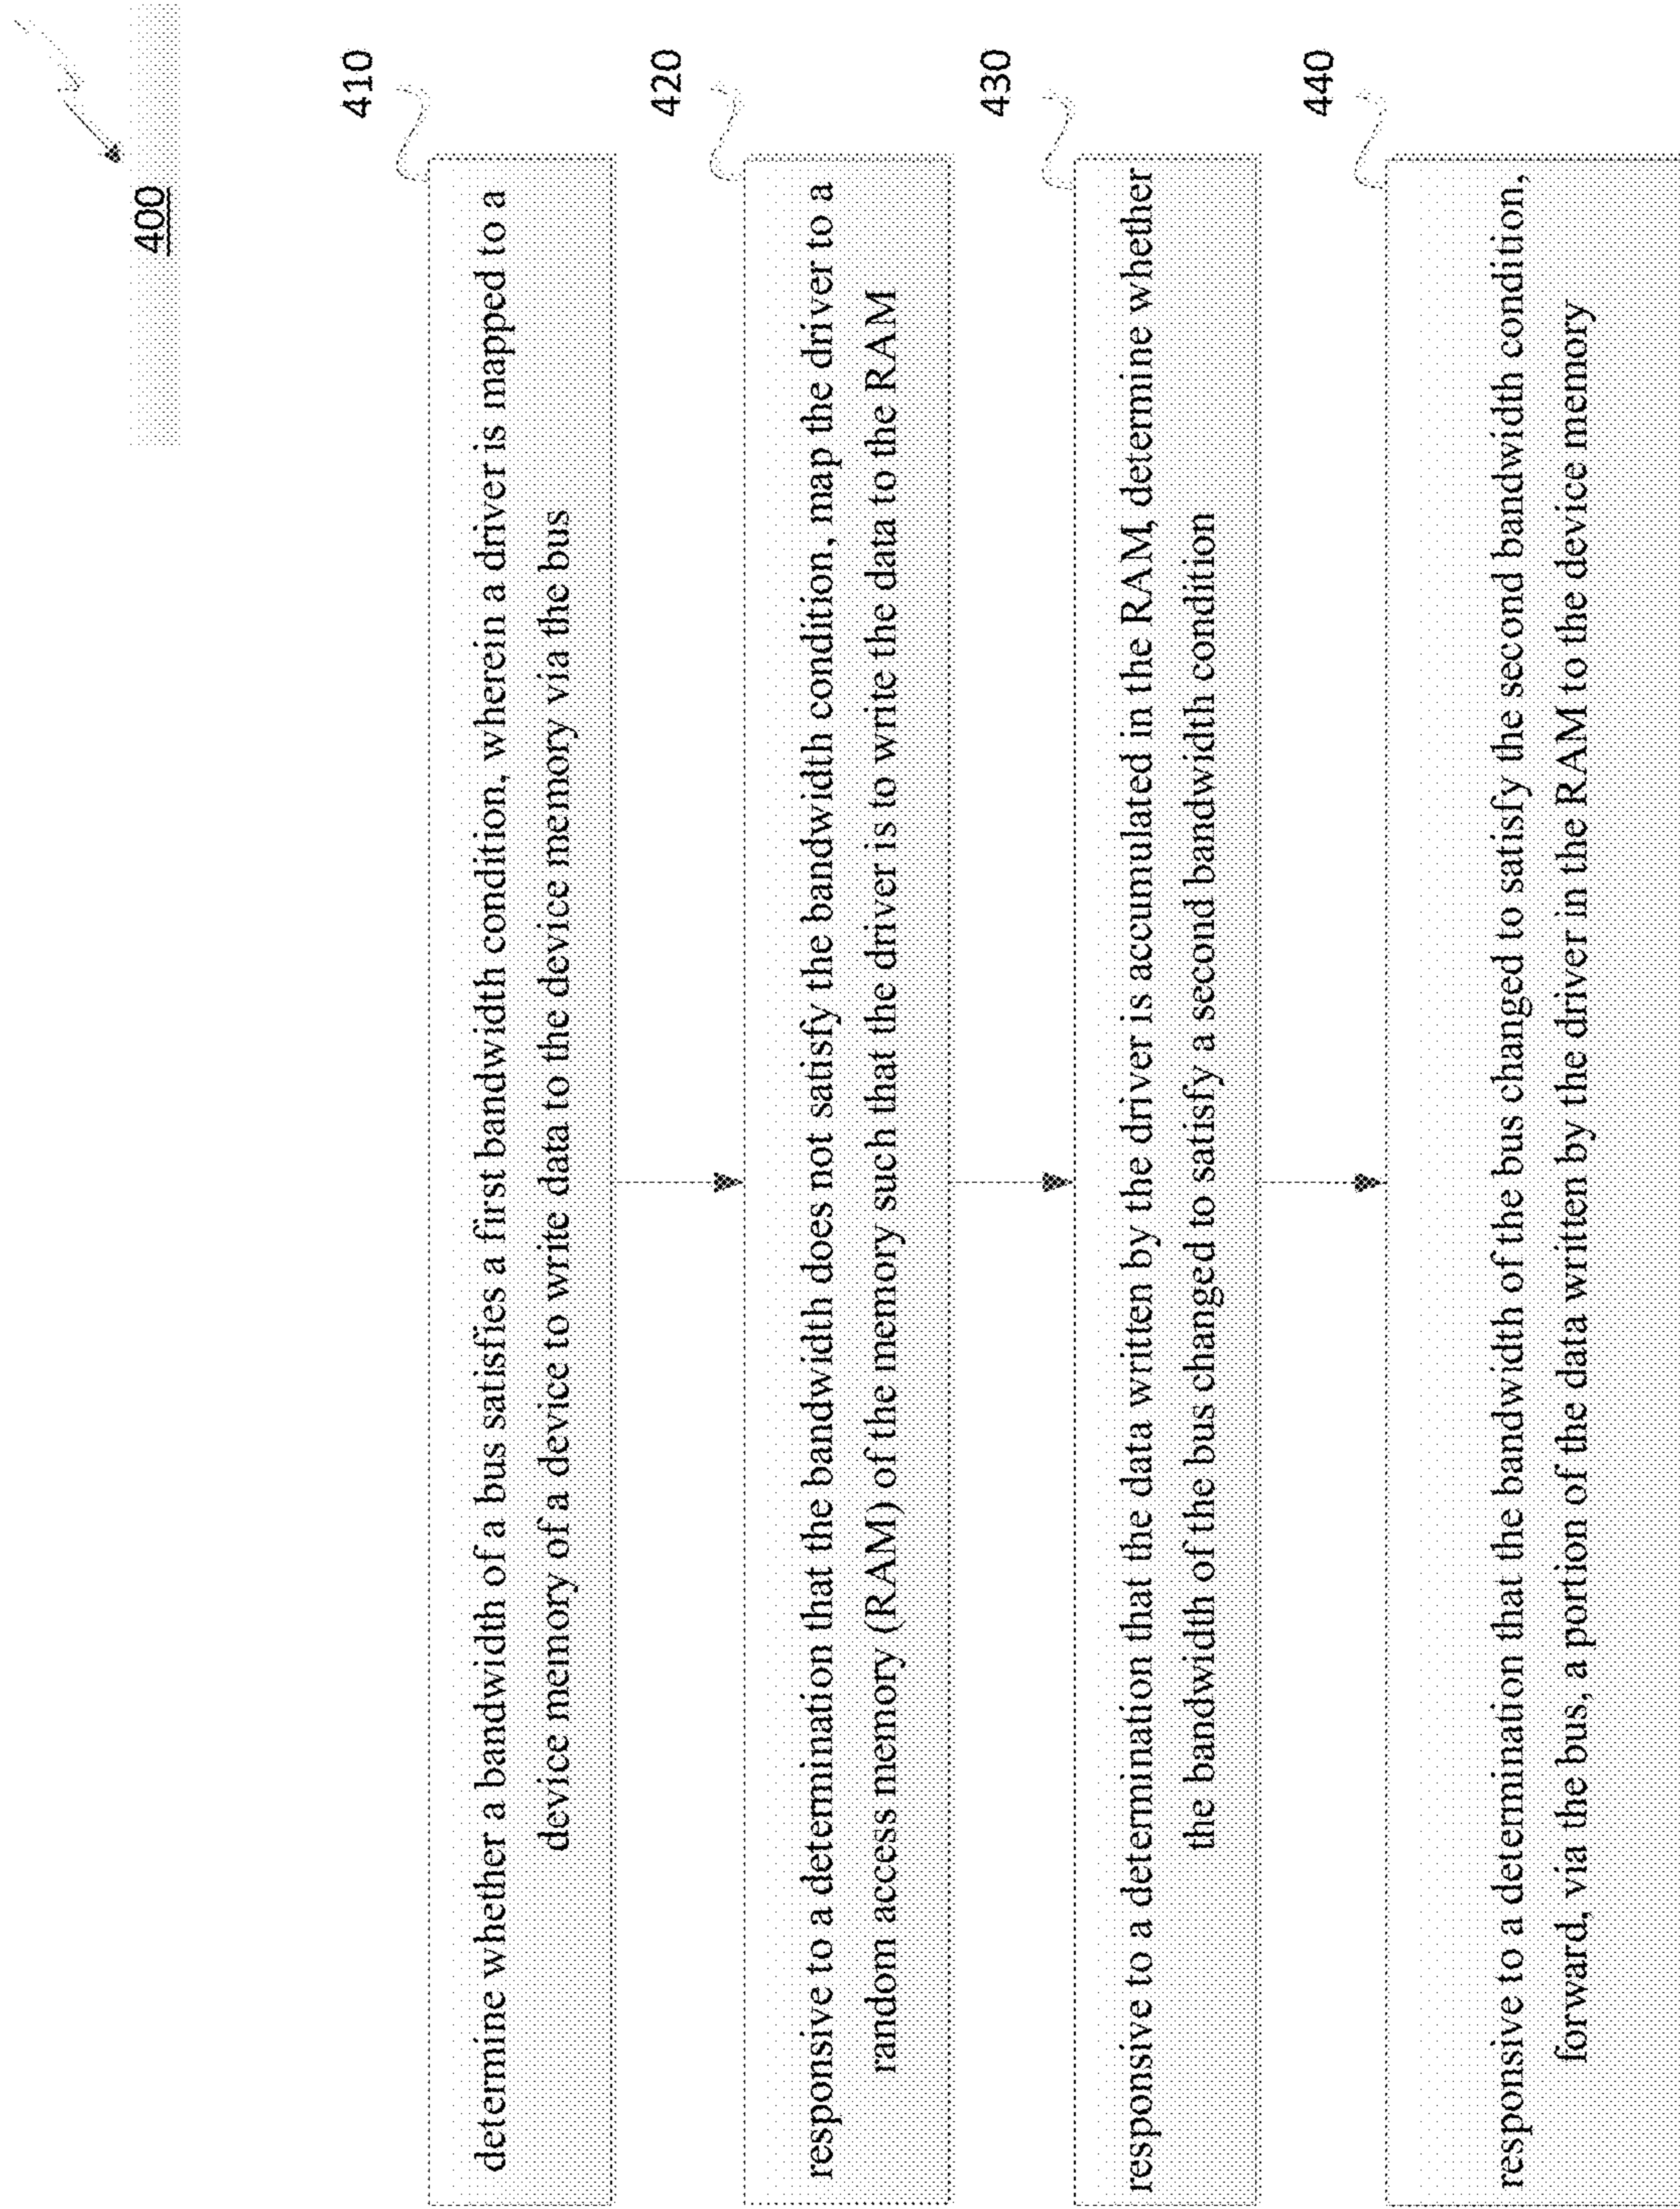 400
410
determine whether a bandwidth of a bus satisfies a first bandwidth condition, wherein a driver is mapped to a
device memory of a device to write data to the device memory via the bus
420
responsive to a determination that the bandwidth does not satisfy the bandwidth condition, map the driver to a
random access memory (RAM) of the memory such that the driver is to write the data to the RAM
430
responsive to a determination that the data written by the driver is accumulated in the RAM, determine whether
the bandwidth of the bus changed to satisfy a second bandwidth condition
440
responsive to a determination that the bandwidth of the bus changed to satisfy the second bandwidth condition,
forward, via the bus, a portion of the data written by the driver in the RAM to the device memory